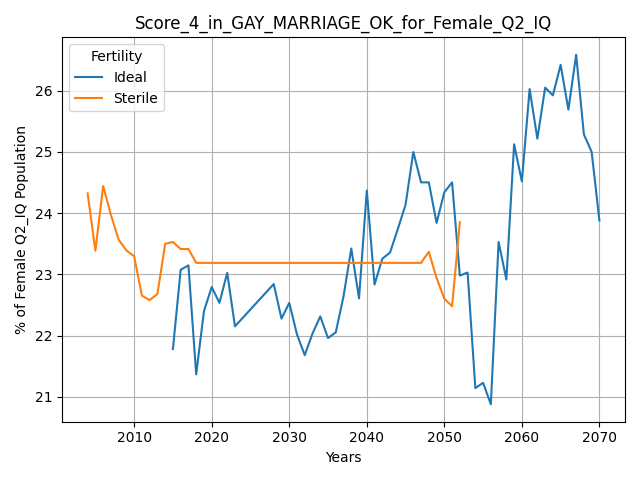 Score_4_in_GAY_MARRIAGE_OK_for_Female_Q2_IQ
Fertility
Ideal
Sterile
% of Female Q2_IQ Population
26
25
24
23
22
21
2010
2020
2030
2040
2050
2060
2070
Years